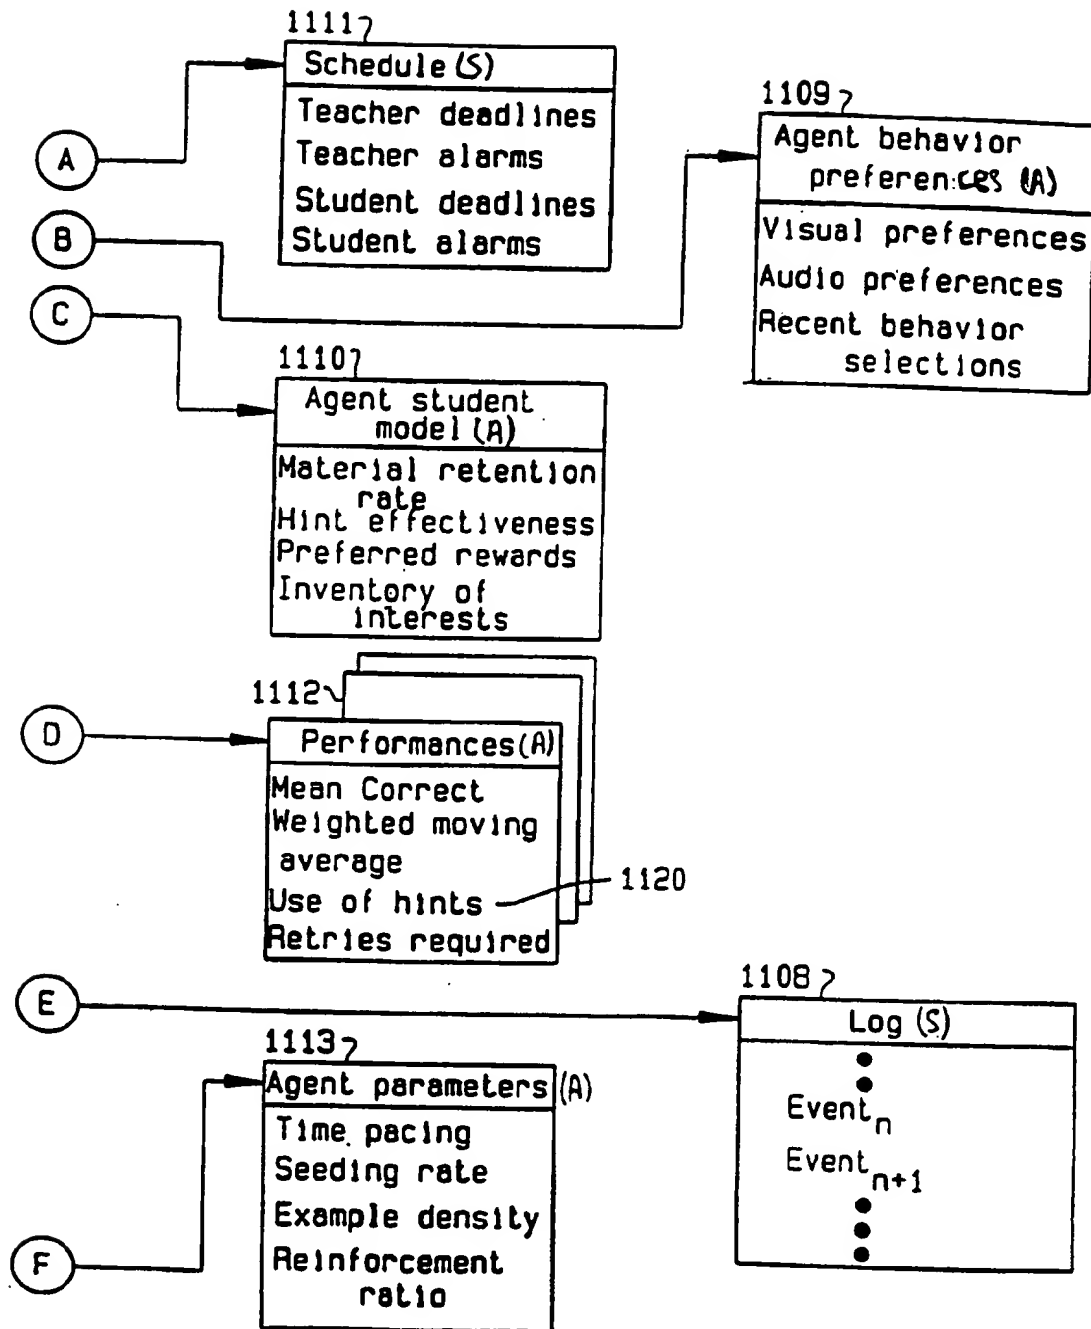 1111
Schedule (S)
Teacher deadlines
Teacher alarms
Student deadlines
Student alarms
A
B
C
1109
Agent behavior
preferences (A)
Visual preferences
Audio preferences
Recent behavior
selections
1110
Agent student
model (A)
Material retention
rate
Hint effectiveness
Preferred rewards
Inventory of
interests
D
1112
Performances (A)
Mean Correct
Weighted moving
average
Use of hints
1120
Retries required
E
1108
Log (S)
Event n
Event n+1
F
1113
Agent parameters (A)
Time pacing
Seeding rate
Example density
Reinforcement
ratio